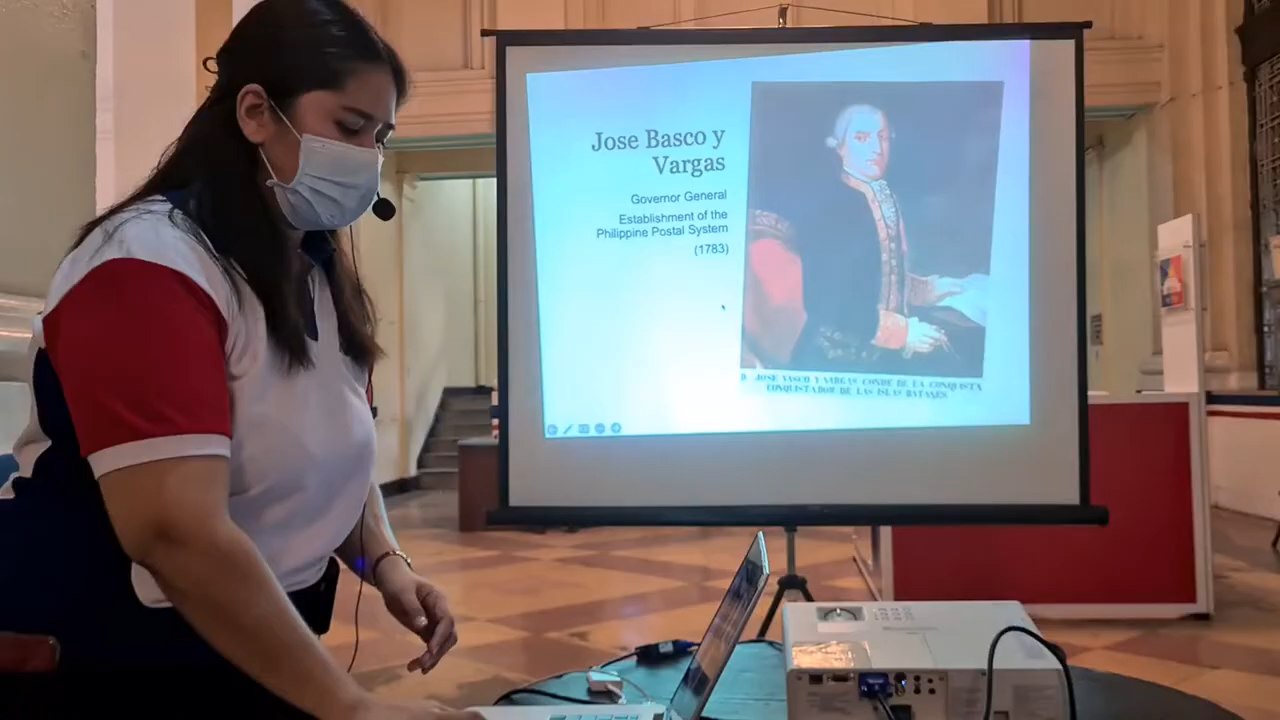 Jose Basco y
Vargas
Governor General
Establishment of the
Philippine Postal System
(1783)
D JOSE VASCO Y VARGAS CONDE DE LA CONQUISTA
CONQUISTADOR DE LAS ISLAS BATANES